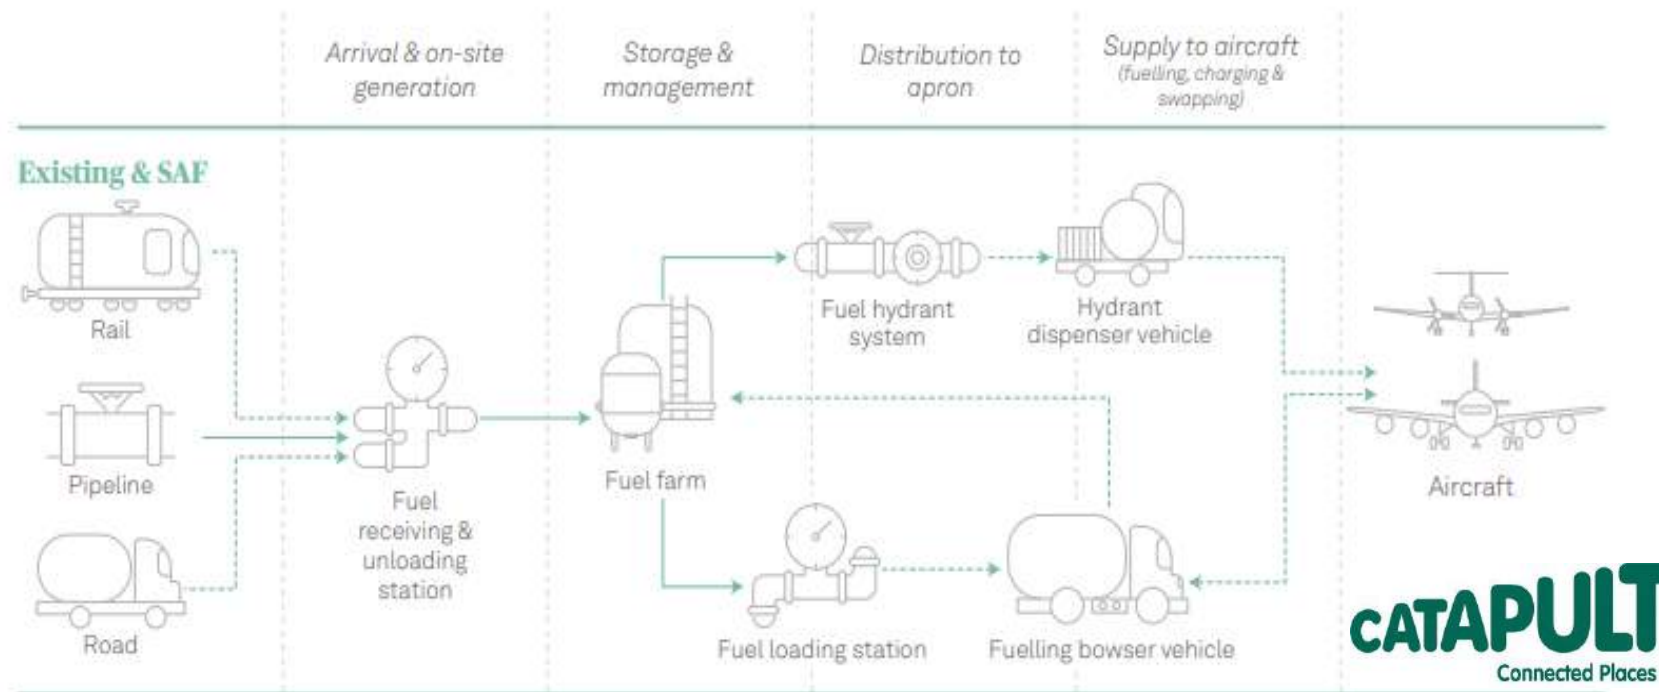 Arrival & on-site
generation
Storage &
management
Distribution to
apron
Supply to aircraft
(fuelling, charging &
swapping)
Existing & SAF
Rail
Pipeline
Road
Fuel
receiving &
unloading
station
Fuel farm
Fuel hydrant
system
Hydrant
dispenser vehicle
Fuel loading station
Fuelling bowser vehicle
Aircraft
CATAPULT
Connected Places